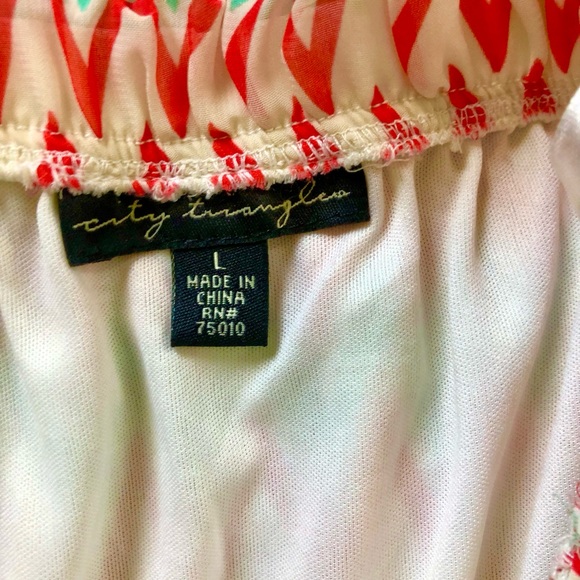 city triangles
L
MADE IN
CHINA
RN#
75010